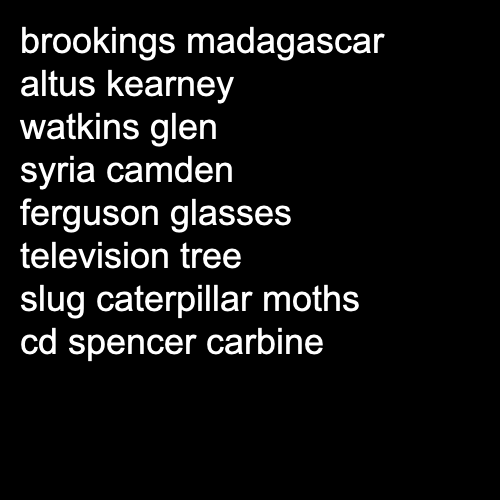 brookings madagascar
altus kearney
watkins glen
syria camden
ferguson glasses
television tree
slug caterpillar moths
cd spencer carbine